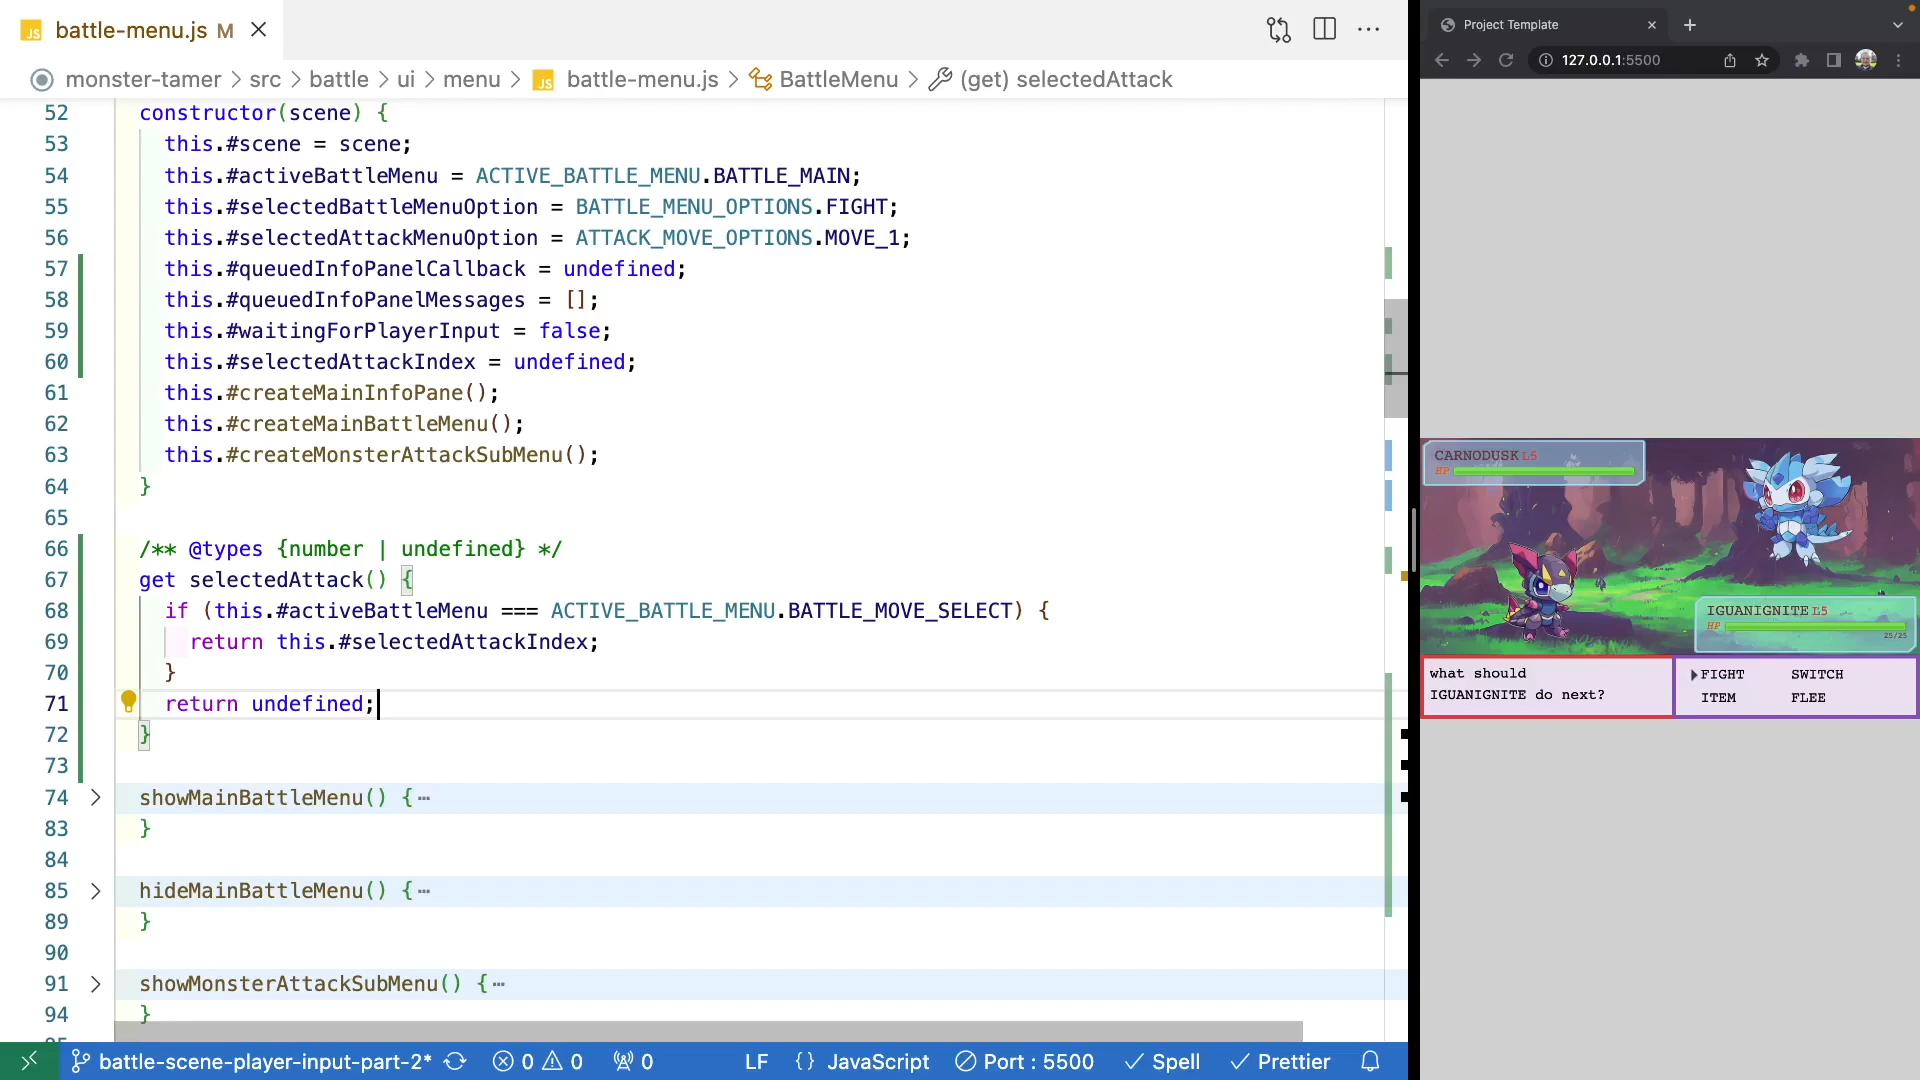 JS battle-menu.js M
monster-tamer > src > battle > ui > menu > JS battle-menu.js > BattleMenu > (get) selectedAttack
52 constructor(scene) {
53 this.#scene = scene;
54 this.#activeBattleMenu = ACTIVE_BATTLE_MENU.BATTLE_MAIN;
55 this.#selectedBattleMenuOption = BATTLE_MENU_OPTIONS.FIGHT;
56 this.#selectedAttackMenuOption = ATTACK_MOVE_OPTIONS.MOVE_1;
57 this.#queuedInfoPanelCallback = undefined;
58 this.#queuedInfoPanelMessages = [];
59 this.#waitingForPlayerInput = false;
60 this.#selectedAttackIndex = undefined;
61 this.#createMainInfoPane();
62 this.#createMainBattleMenu();
63 this.#createMonsterAttackSubMenu();
64 }
65
66 /** @types {number | undefined} */
67 get selectedAttack() {
68 if (this.#activeBattleMenu === ACTIVE_BATTLE_MENU.BATTLE_MOVE_SELECT) {
69 return this.#selectedAttackIndex;
70 }
71 return undefined;
72 }
73
74 showMainBattleMenu() {…
83 }
84
85 hideMainBattleMenu() {…
89 }
90
91 showMonsterAttackSubMenu() {…
94 }
battle-scene-player-input-part-2* 0 0 0 LF {} JavaScript Port : 5500 Spell Prettier
Project Template
127.0.0.1:5500
CARNODUSK L5
HP
IGUANIGNITE L5
HP
25/25
what should
IGUANIGNITE do next?
FIGHT SWITCH
ITEM FLEE